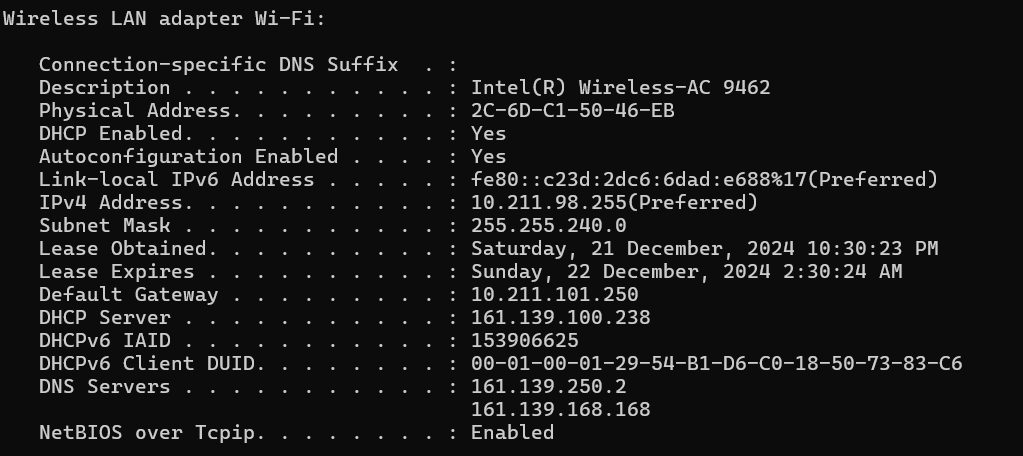 Wireless LAN adapter Wi-Fi:
Connection-specific DNS Suffix  . :
Description . . . . . . . . . . . : Intel(R) Wireless-AC 9462
Physical Address. . . . . . . . . : 2C-6D-C1-50-46-EB
DHCP Enabled. . . . . . . . . . . : Yes
Autoconfiguration Enabled . . . . : Yes
Link-local IPv6 Address . . . . . : fe80::c23d:2dc6:6dad:e688%17(Preferred)
IPv4 Address. . . . . . . . . . . : 10.211.98.255(Preferred)
Subnet Mask . . . . . . . . . . . : 255.255.240.0
Lease Obtained. . . . . . . . . . : Saturday, 21 December, 2024 10:30:23 PM
Lease Expires . . . . . . . . . . : Sunday, 22 December, 2024 2:30:24 AM
Default Gateway . . . . . . . . . : 10.211.101.250
DHCP Server . . . . . . . . . . . : 161.139.100.238
DHCPv6 IAID . . . . . . . . . . . : 153906625
DHCPv6 Client DUID. . . . . . . . : 00-01-00-01-29-54-B1-D6-C0-18-50-73-83-C6
DNS Servers . . . . . . . . . . . : 161.139.250.2
161.139.168.168
NetBIOS over Tcpip. . . . . . . . : Enabled